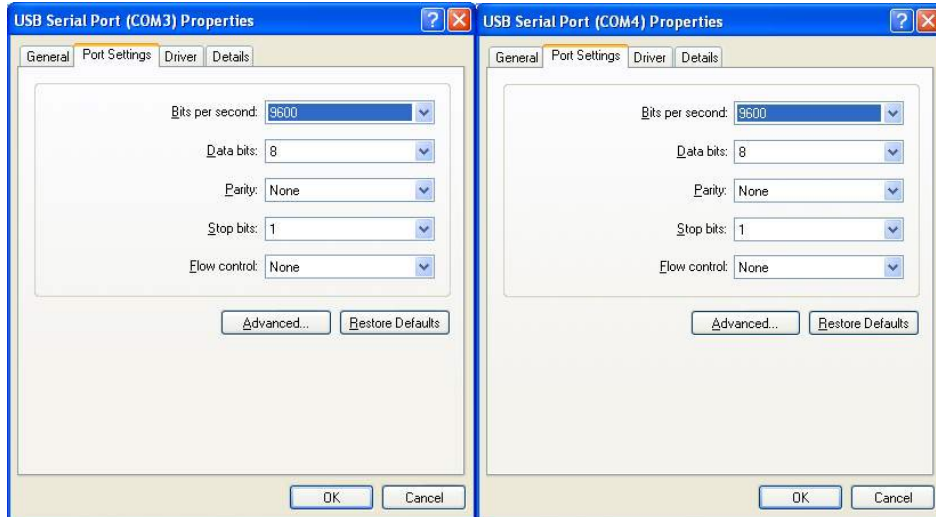 USB Serial Port (COM3) Properties
General Port Settings Driver Details
Bits per second: 9600
Data bits: 8
Parity: None
Stop bits: 1
Flow control: None
Advanced... Restore Defaults
OK Cancel
USB Serial Port (COM4) Properties
General Port Settings Driver Details
Bits per second: 9600
Data bits: 8
Parity: None
Stop bits: 1
Flow control: None
Advanced... Restore Defaults
OK Cancel